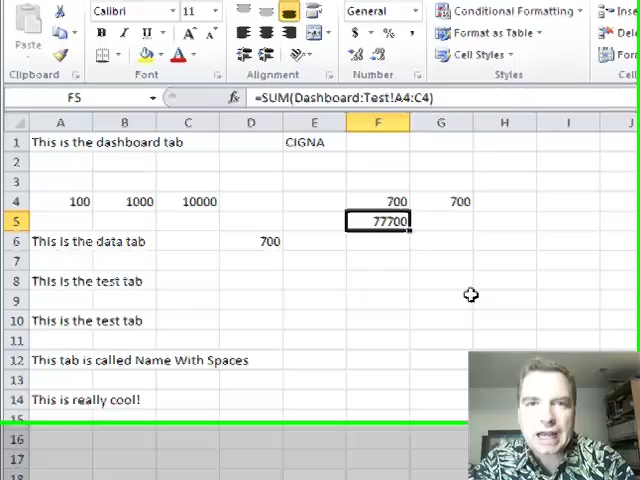 Calibri 11 General Conditional Formatting Inser
Paste B I U $ % , Format as Table Dele
Cell Styles For
Clipboard Font Alignment Number Styles
F5 fx =SUM(Dashboard:Test!A4:C4)
A B C D E F G H I J
1 This is the dashboard tab CIGNA
2
3
4 100 1000 10000 700 700
5 77700
6 This is the data tab 700
7
8 This is the test tab
9
10 This is the test tab
11
12 This tab is called Name With Spaces
13
14 This is really cool!
15
16
17
18